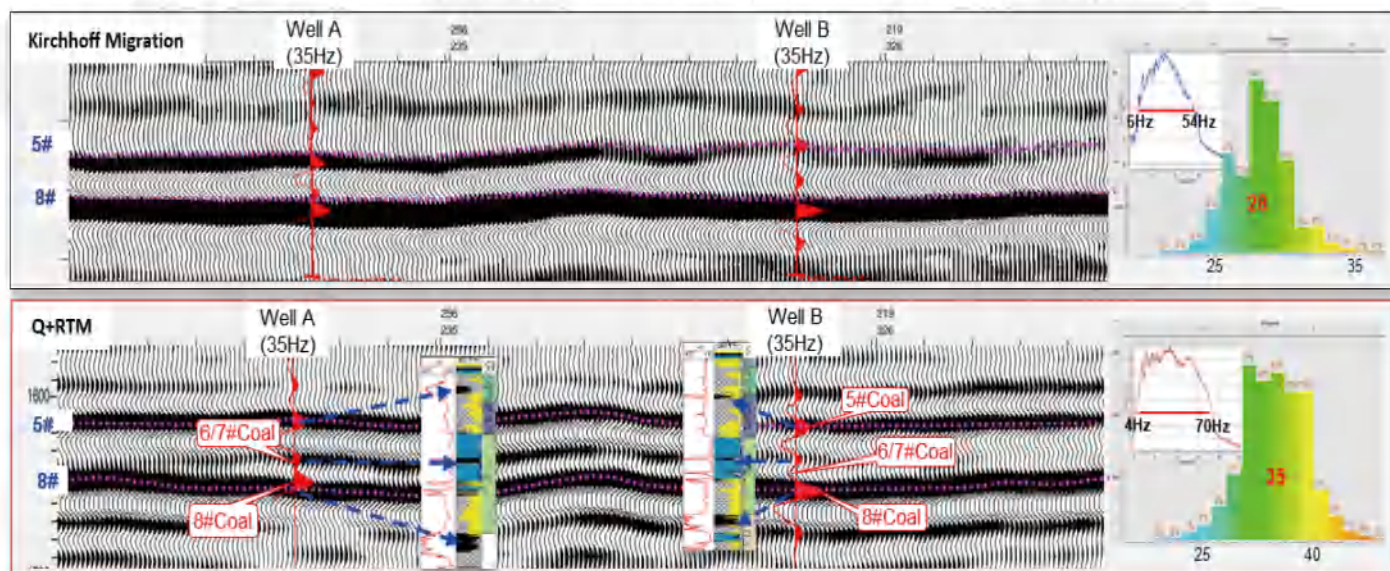 Kirchhoff Migration
Well A
(35Hz)
256
235
Well B
(35Hz)
219
326
5#
8#
6Hz
54Hz
28
25
35
Q+RTM
Well A
(35Hz)
256
235
Well B
(35Hz)
219
326
1600
5#
8#
6/7#Coal
8#Coal
5#Coal
6/7#Coal
8#Coal
4Hz
70Hz
35
25
40